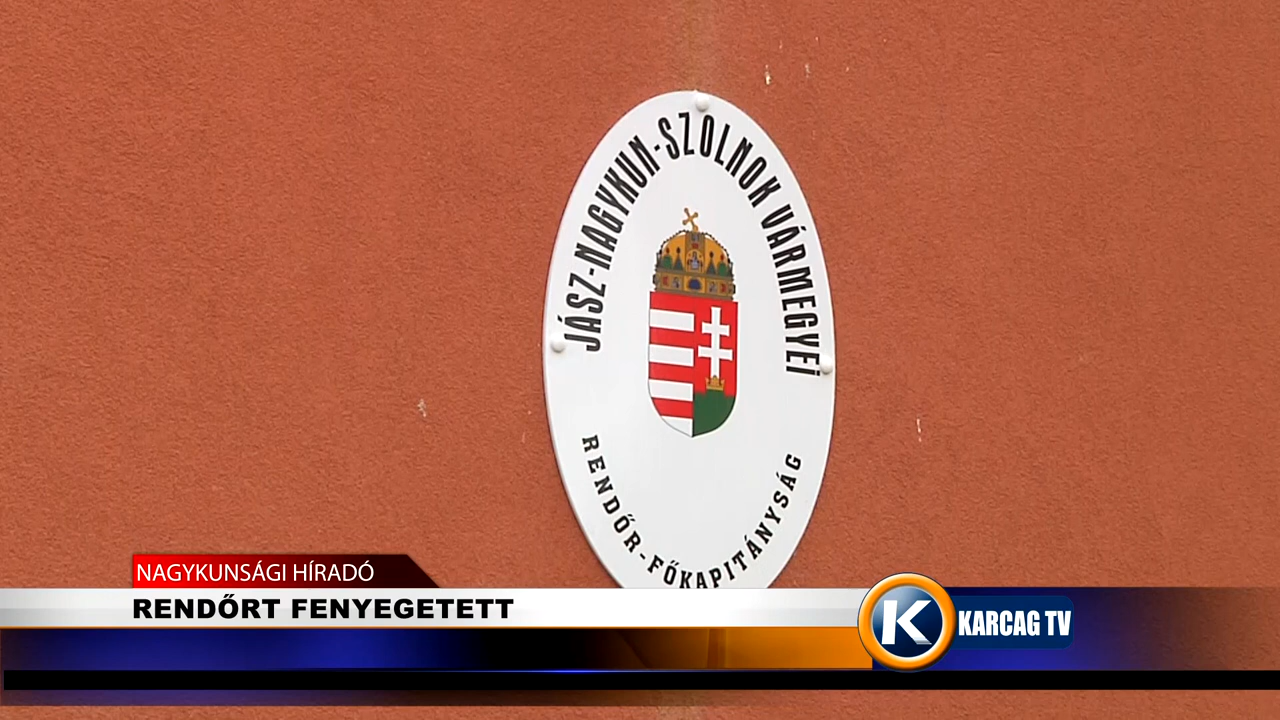 JÁSZ-NAGYKUN-SZOLNOK VÁRMEGYEI
RENDŐR-FŐKAPITÁNYSÁG
NAGYKUNSÁGI HÍRADÓ
RENDŐRT FENYEGETETT
K KARCAG TV